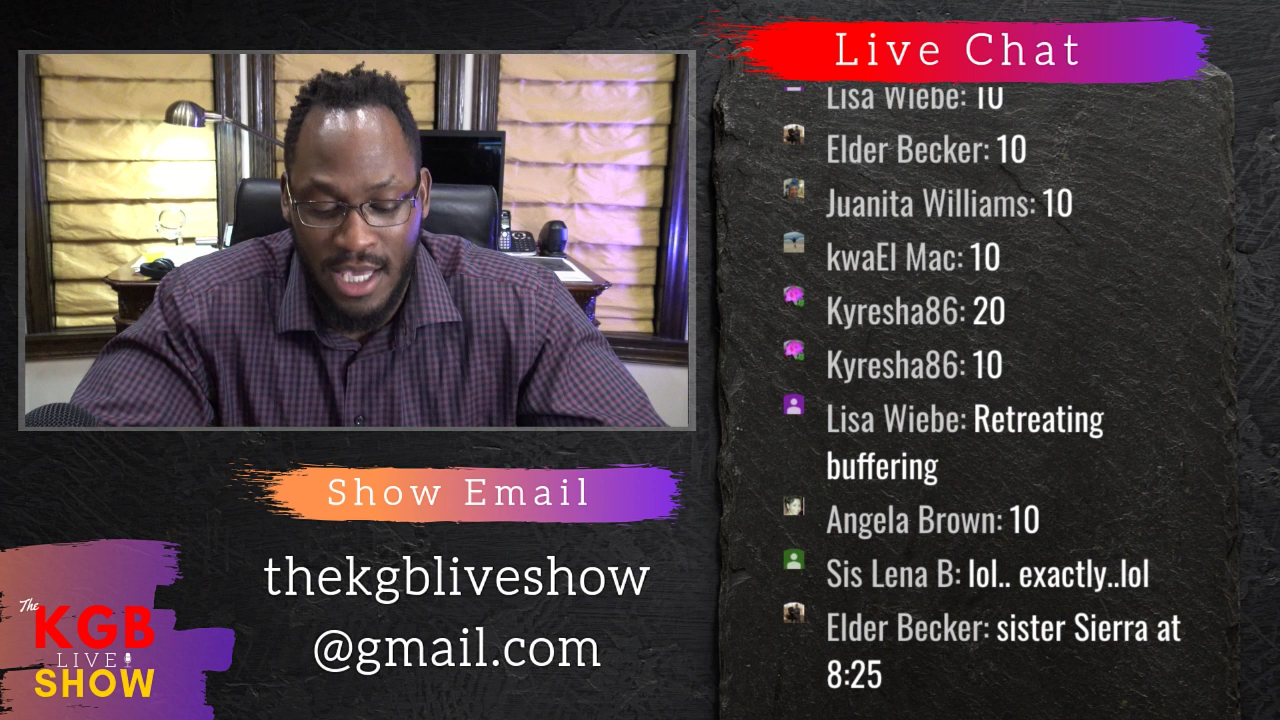 Live Chat
Lisa Wiebe: 10
Elder Becker: 10
Juanita Williams: 10
kwaEl Mac: 10
Kyresha86: 20
Kyresha86: 10
Lisa Wiebe: Retreating
buffering
Angela Brown: 10
Sis Lena B: lol.. exactly..lol
Elder Becker: sister Sierra at
8:25
Show Email
thekgbliveshow
@gmail.com
The
KGB
LIVE
SHOW